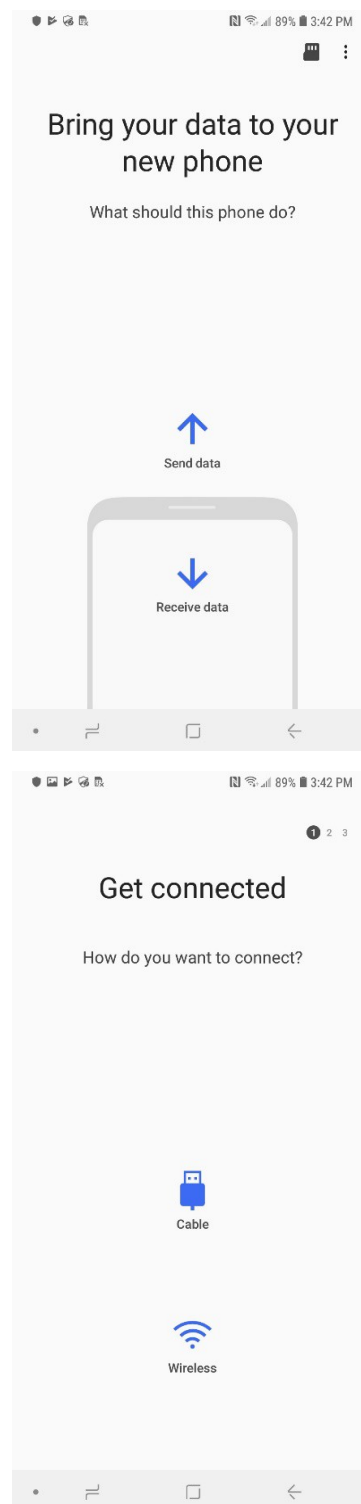 89% 3:42 PM
Bring your data to your
new phone
What should this phone do?
Send data
Receive data
89% 3:42 PM
1 2 3
Get connected
How do you want to connect?
Cable
Wireless